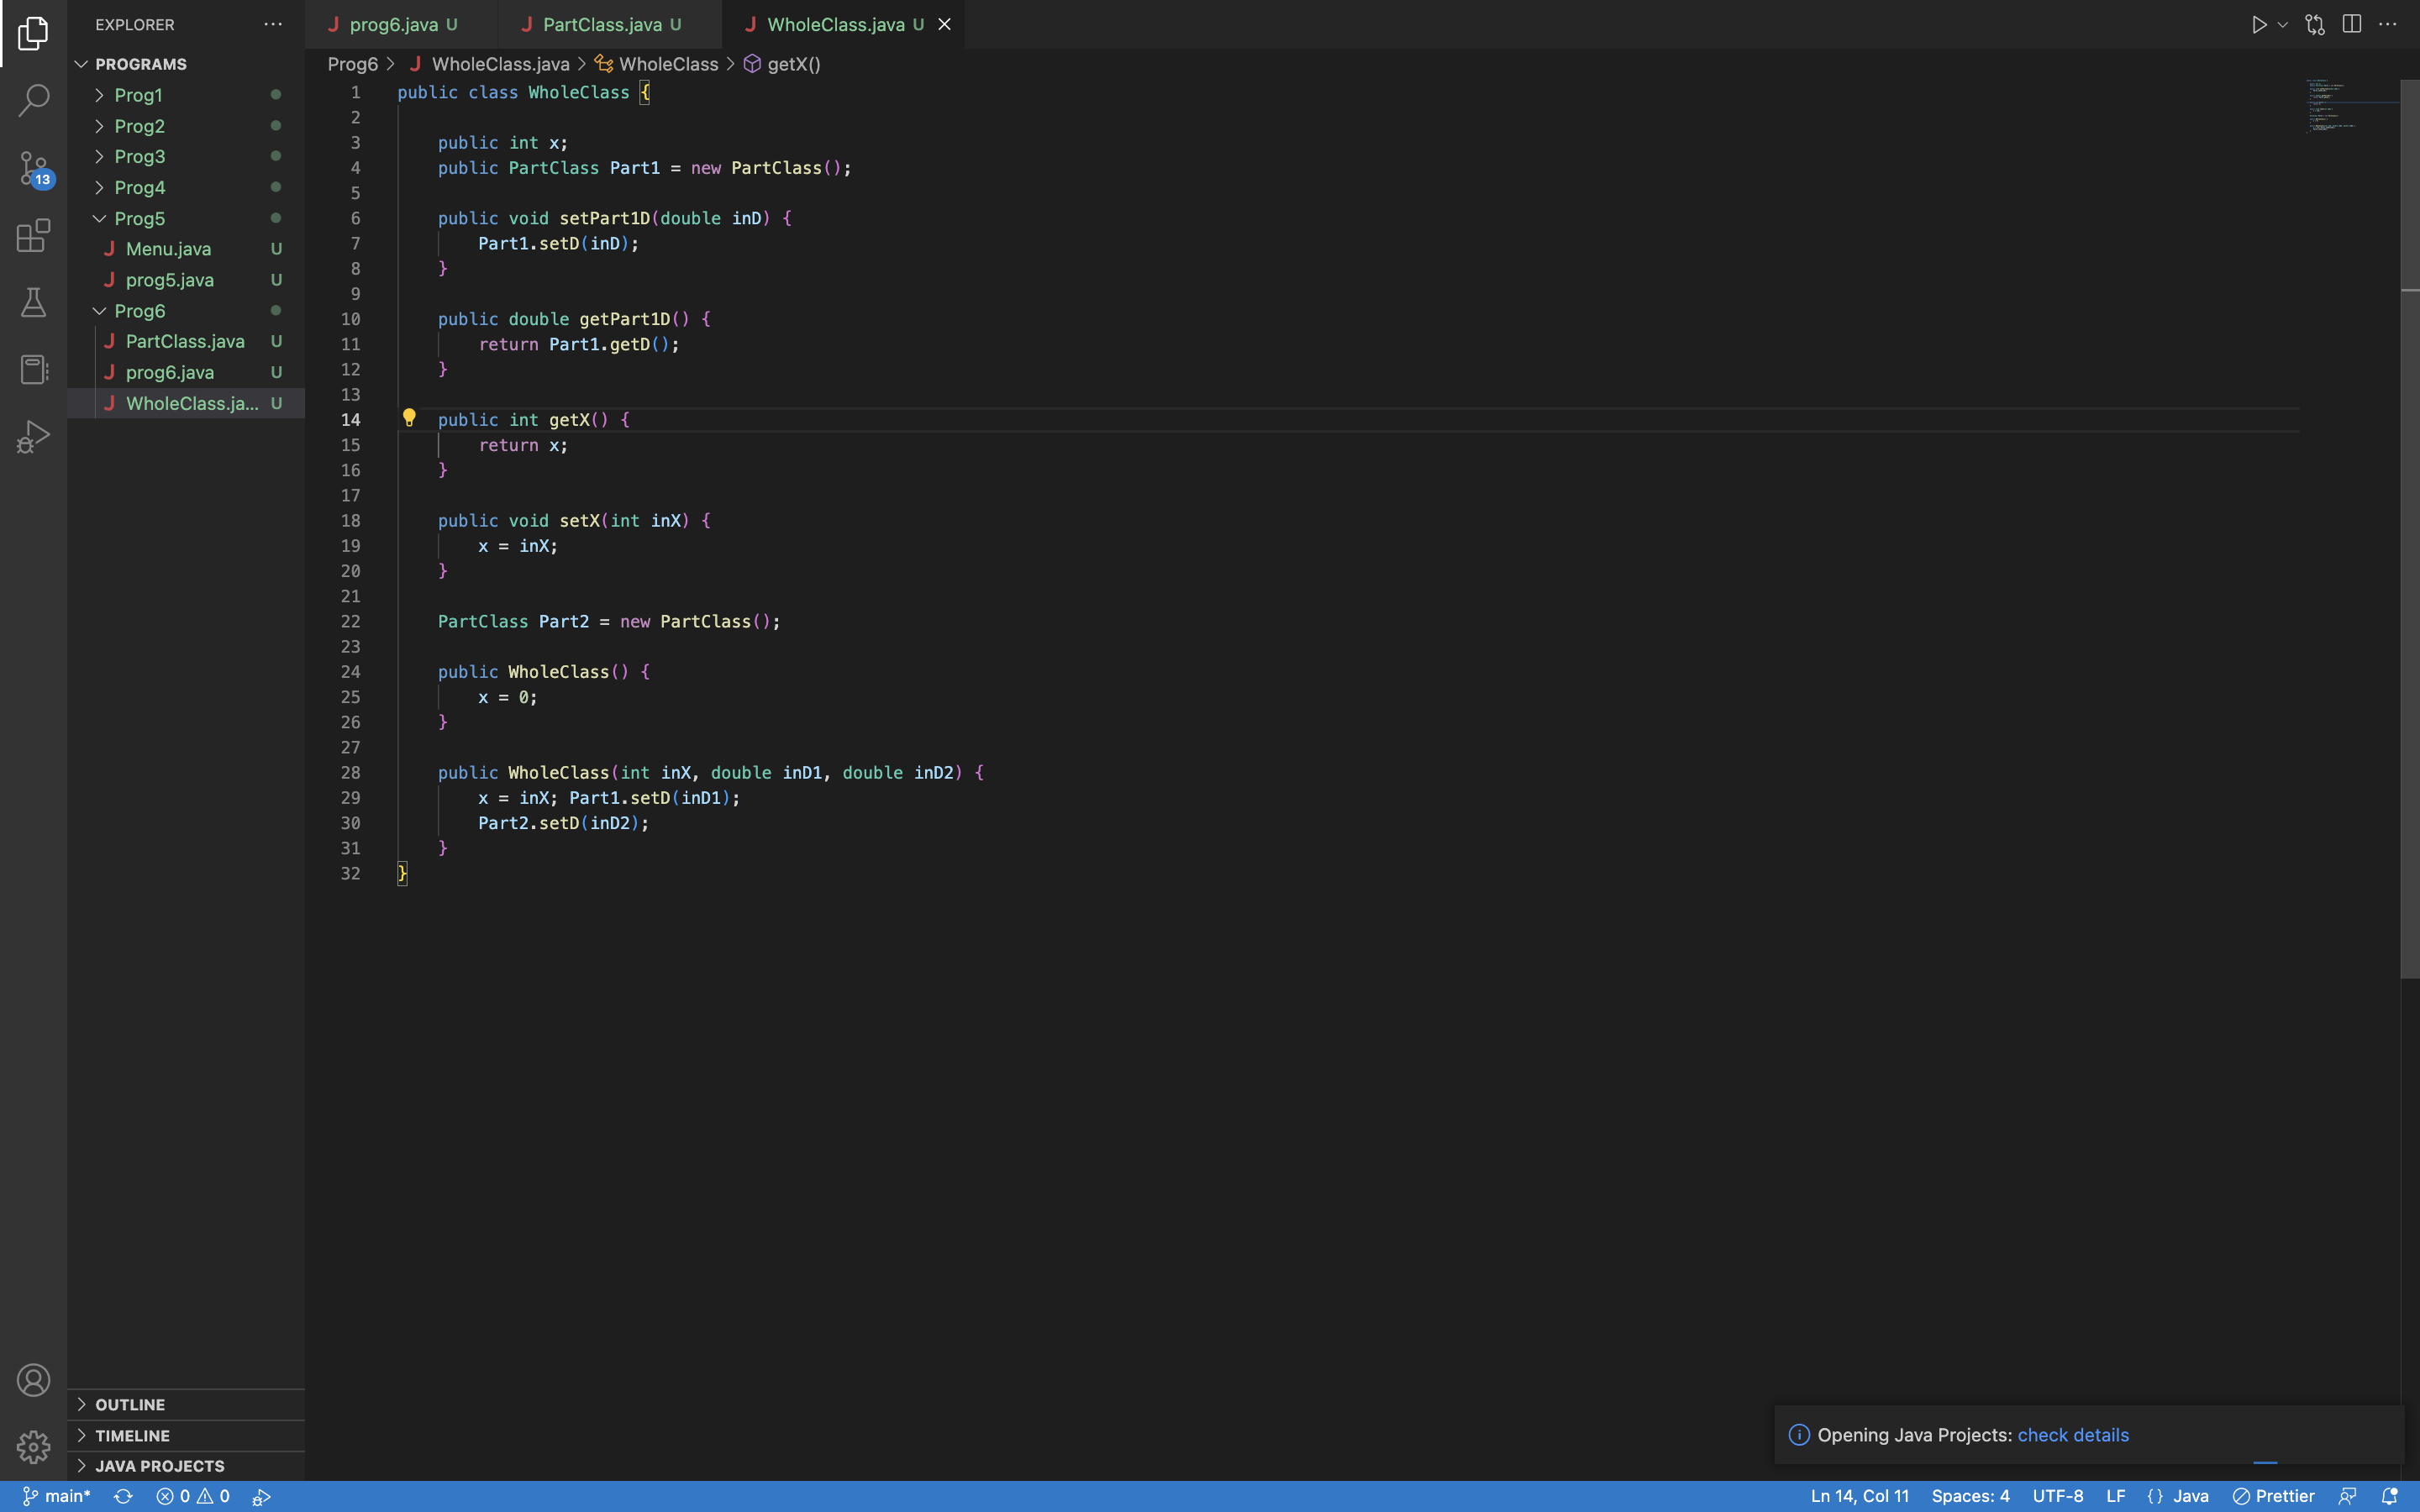 EXPLORER
PROGRAMS
Prog1
Prog2
Prog3
Prog4
Prog5
J Menu.java U
J prog5.java U
Prog6
J PartClass.java U
J prog6.java U
J WholeClass.ja... U
13
OUTLINE
TIMELINE
JAVA PROJECTS
J prog6.java U J PartClass.java U J WholeClass.java U
Prog6 > J WholeClass.java > WholeClass > getX()
1 public class WholeClass {
2
3 public int x;
4 public PartClass Part1 = new PartClass();
5
6 public void setPart1D(double inD) {
7 Part1.setD(inD);
8 }
9
10 public double getPart1D() {
11 return Part1.getD();
12 }
13
14 public int getX() {
15 return x;
16 }
17
18 public void setX(int inX) {
19 x = inX;
20 }
21
22 PartClass Part2 = new PartClass();
23
24 public WholeClass() {
25 x = 0;
26 }
27
28 public WholeClass(int inX, double inD1, double inD2) {
29 x = inX; Part1.setD(inD1);
30 Part2.setD(inD2);
31 }
32 }
Opening Java Projects: check details
main* 0 0 Ln 14, Col 11 Spaces: 4 UTF-8 LF {} Java Prettier